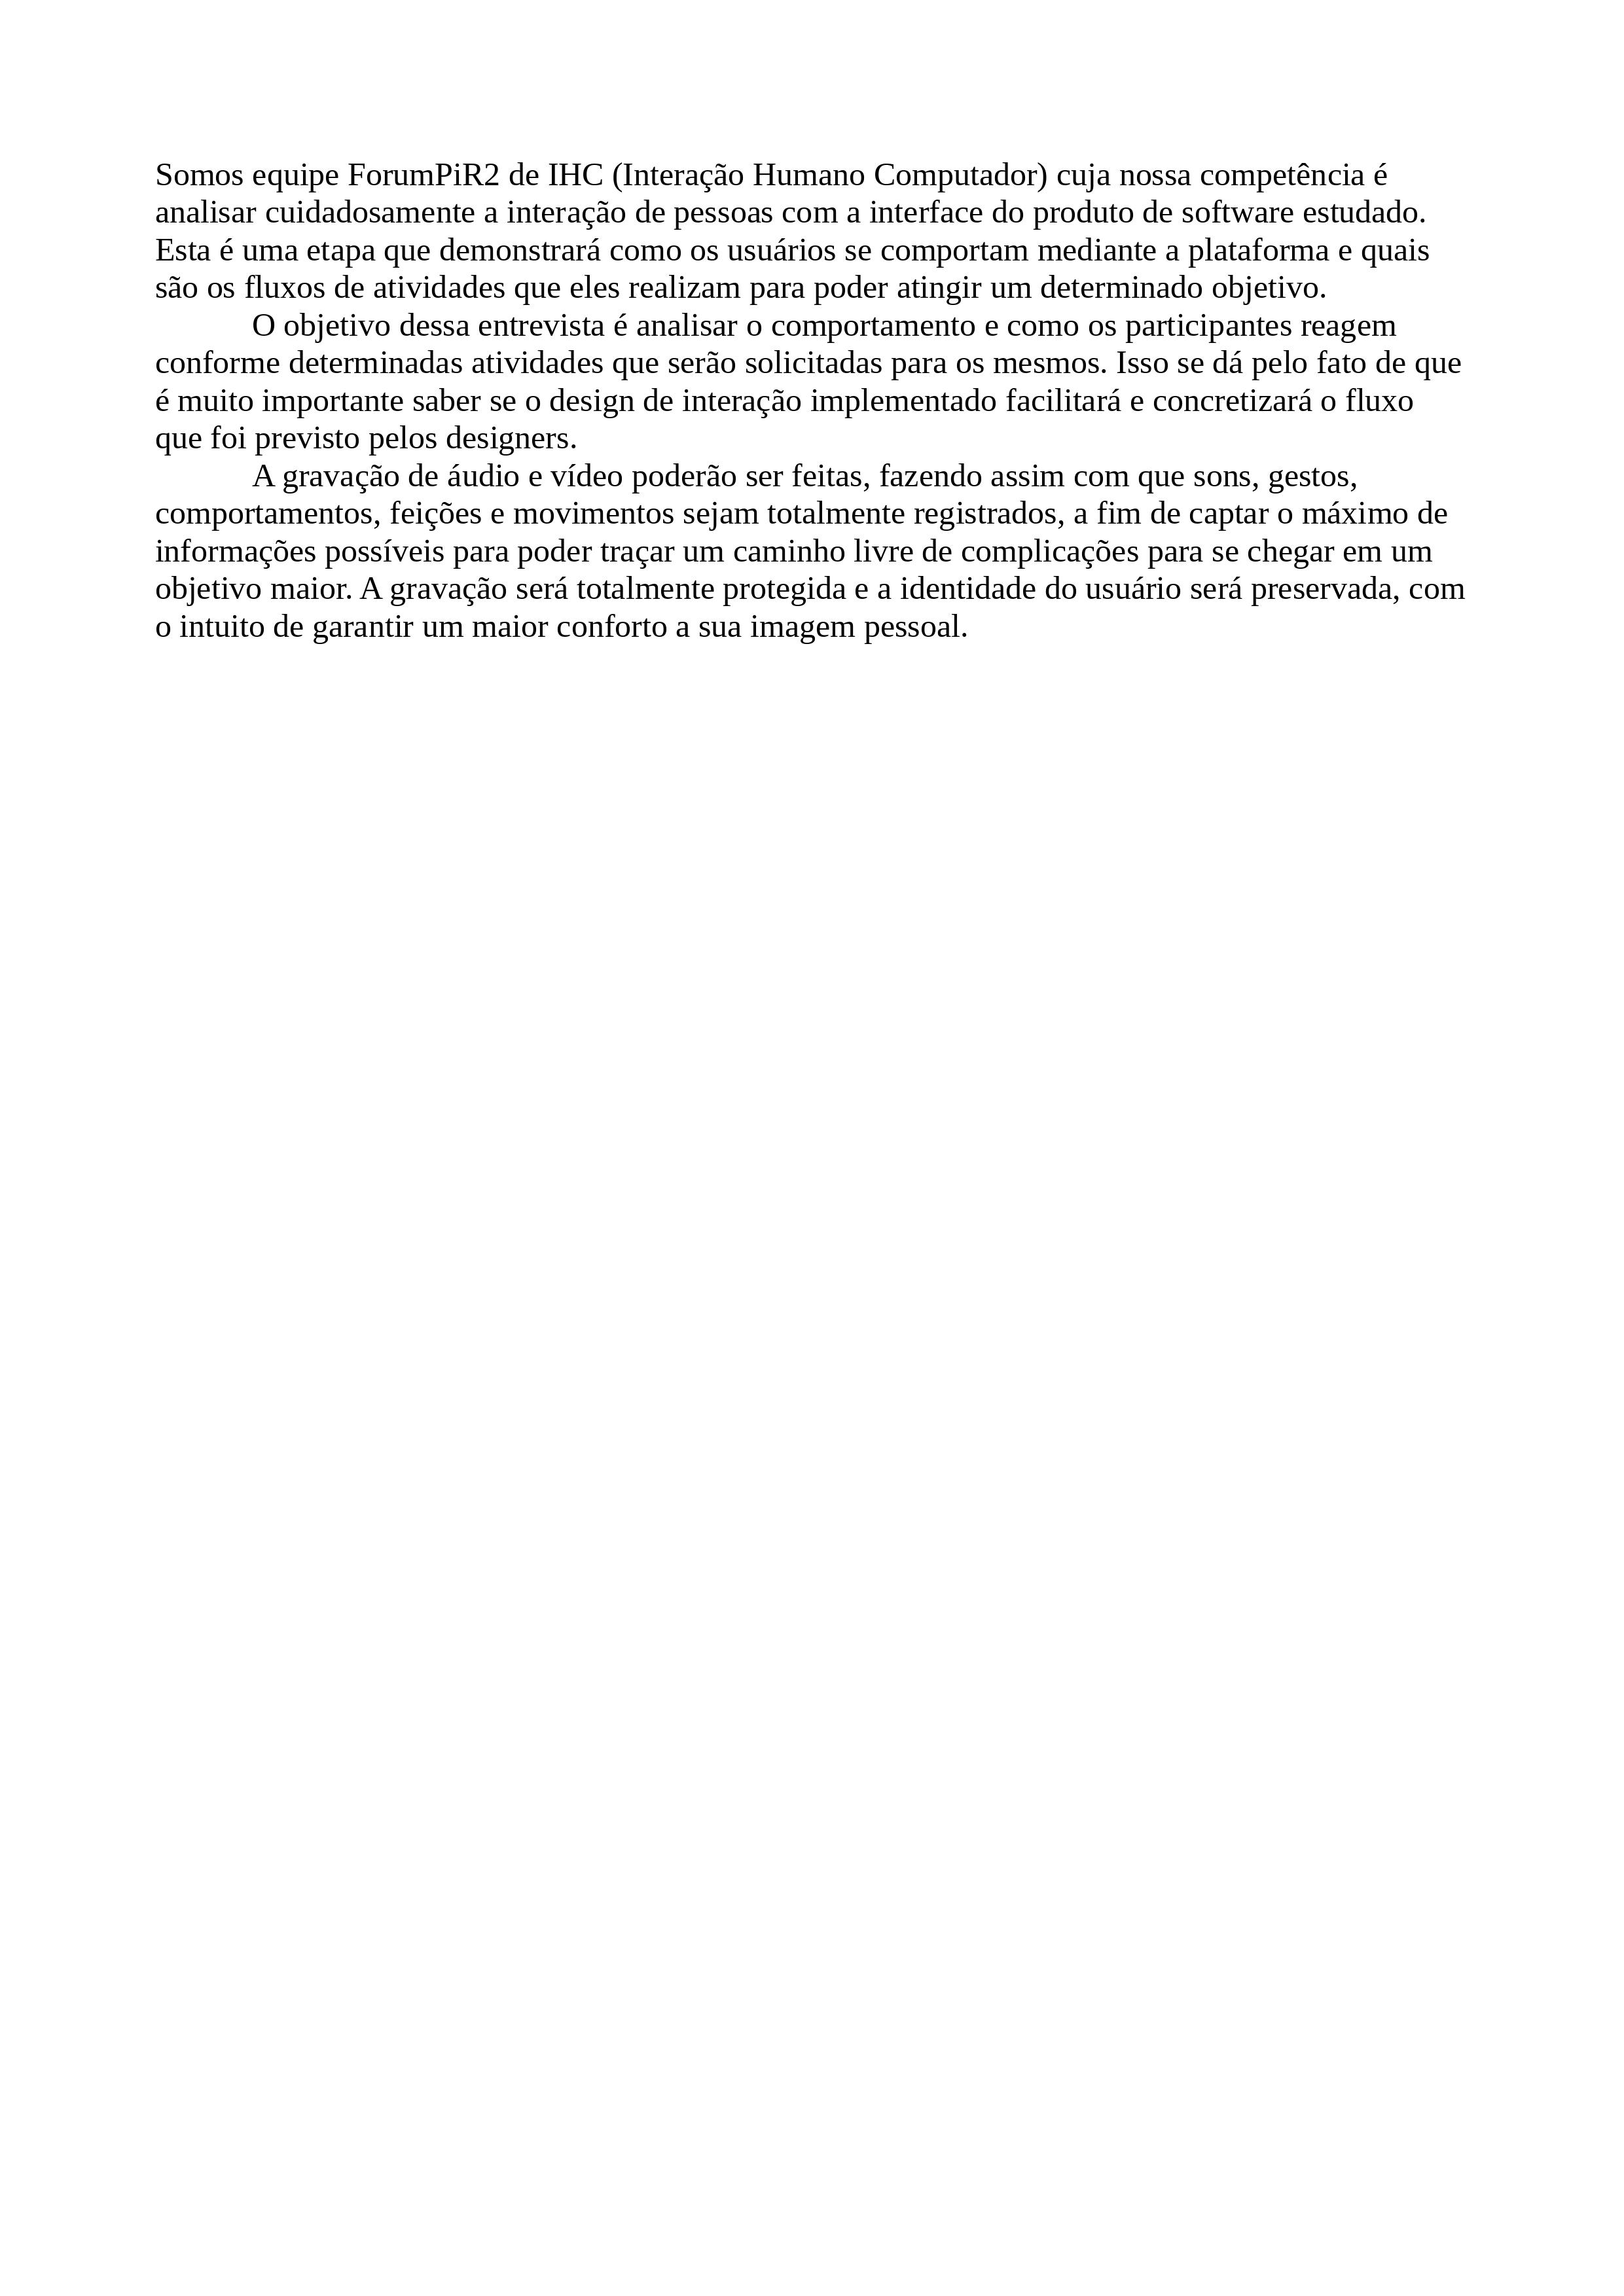 Somos equipe ForumPiR2 de IHC (Interação Humano Computador) cuja nossa competência é
analisar cuidadosamente a interação de pessoas com a interface do produto de software estudado.
Esta é uma etapa que demonstrará como os usuários se comportam mediante a plataforma e quais
são os fluxos de atividades que eles realizam para poder atingir um determinado objetivo.
O objetivo dessa entrevista é analisar o comportamento e como os participantes reagem
conforme determinadas atividades que serão solicitadas para os mesmos. Isso se dá pelo fato de que
é muito importante saber se o design de interação implementado facilitará e concretizará o fluxo
que foi previsto pelos designers.
A gravação de áudio e vídeo poderão ser feitas, fazendo assim com que sons, gestos,
comportamentos, feições e movimentos sejam totalmente registrados, a fim de captar o máximo de
informações possíveis para poder traçar um caminho livre de complicações para se chegar em um
objetivo maior. A gravação será totalmente protegida e a identidade do usuário será preservada, com
o intuito de garantir um maior conforto a sua imagem pessoal.